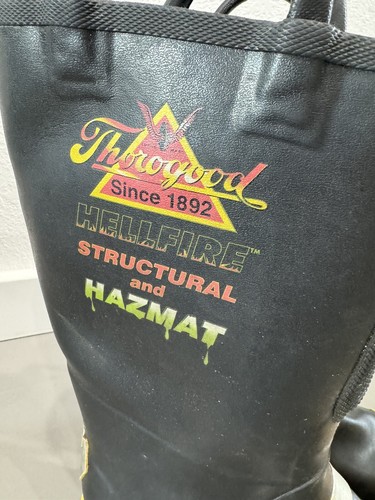 Thorogood
Since 1892
HELLFIRE™
STRUCTURAL
and
HAZMAT